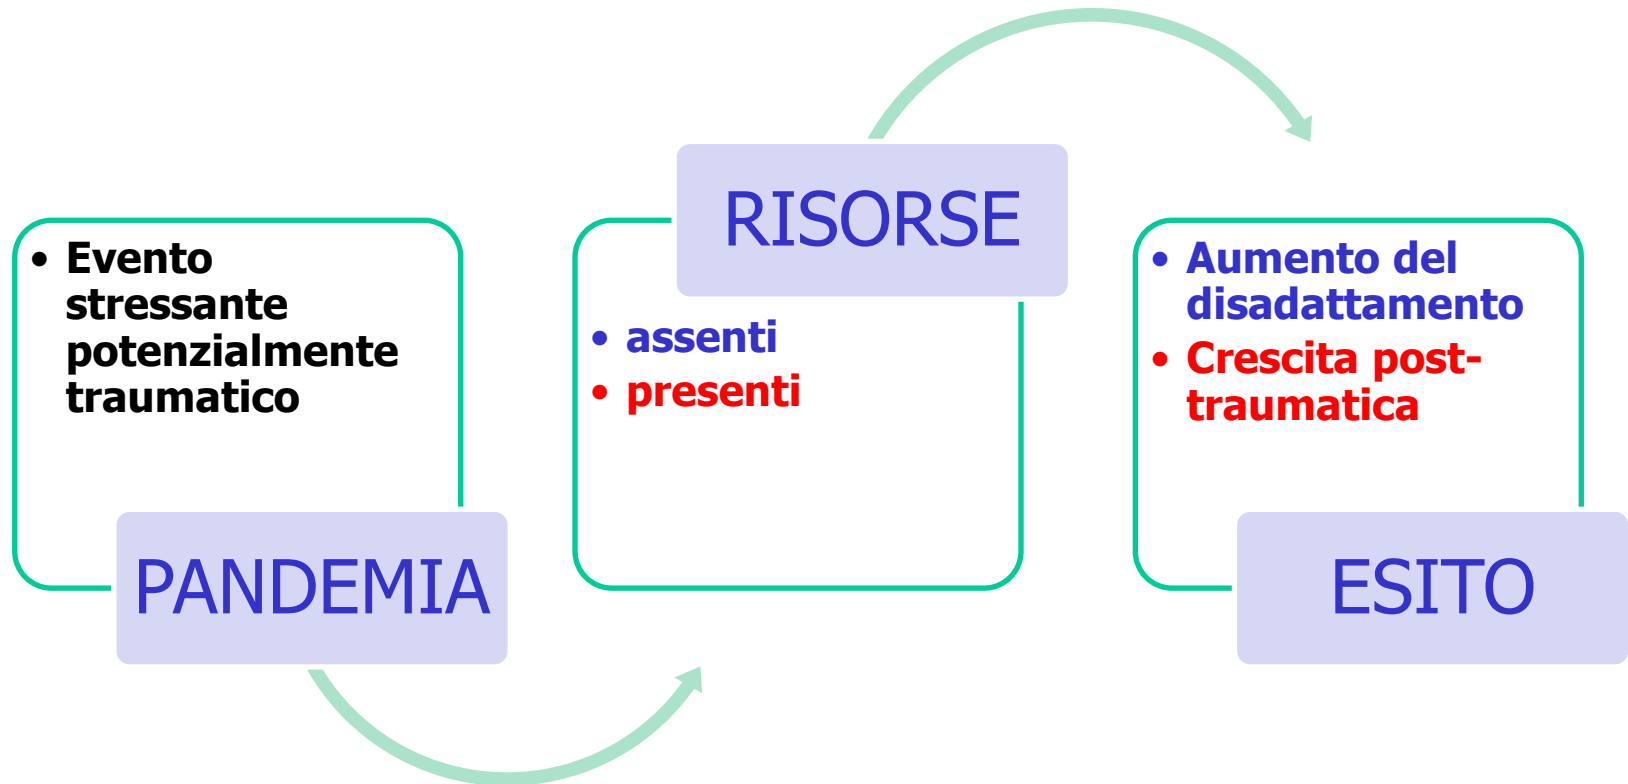 • Evento
stressante
potenzialmente
traumatico
PANDEMIA
RISORSE
• assenti
• presenti
• Aumento del
disadattamento
• Crescita post-
traumatica
ESITO